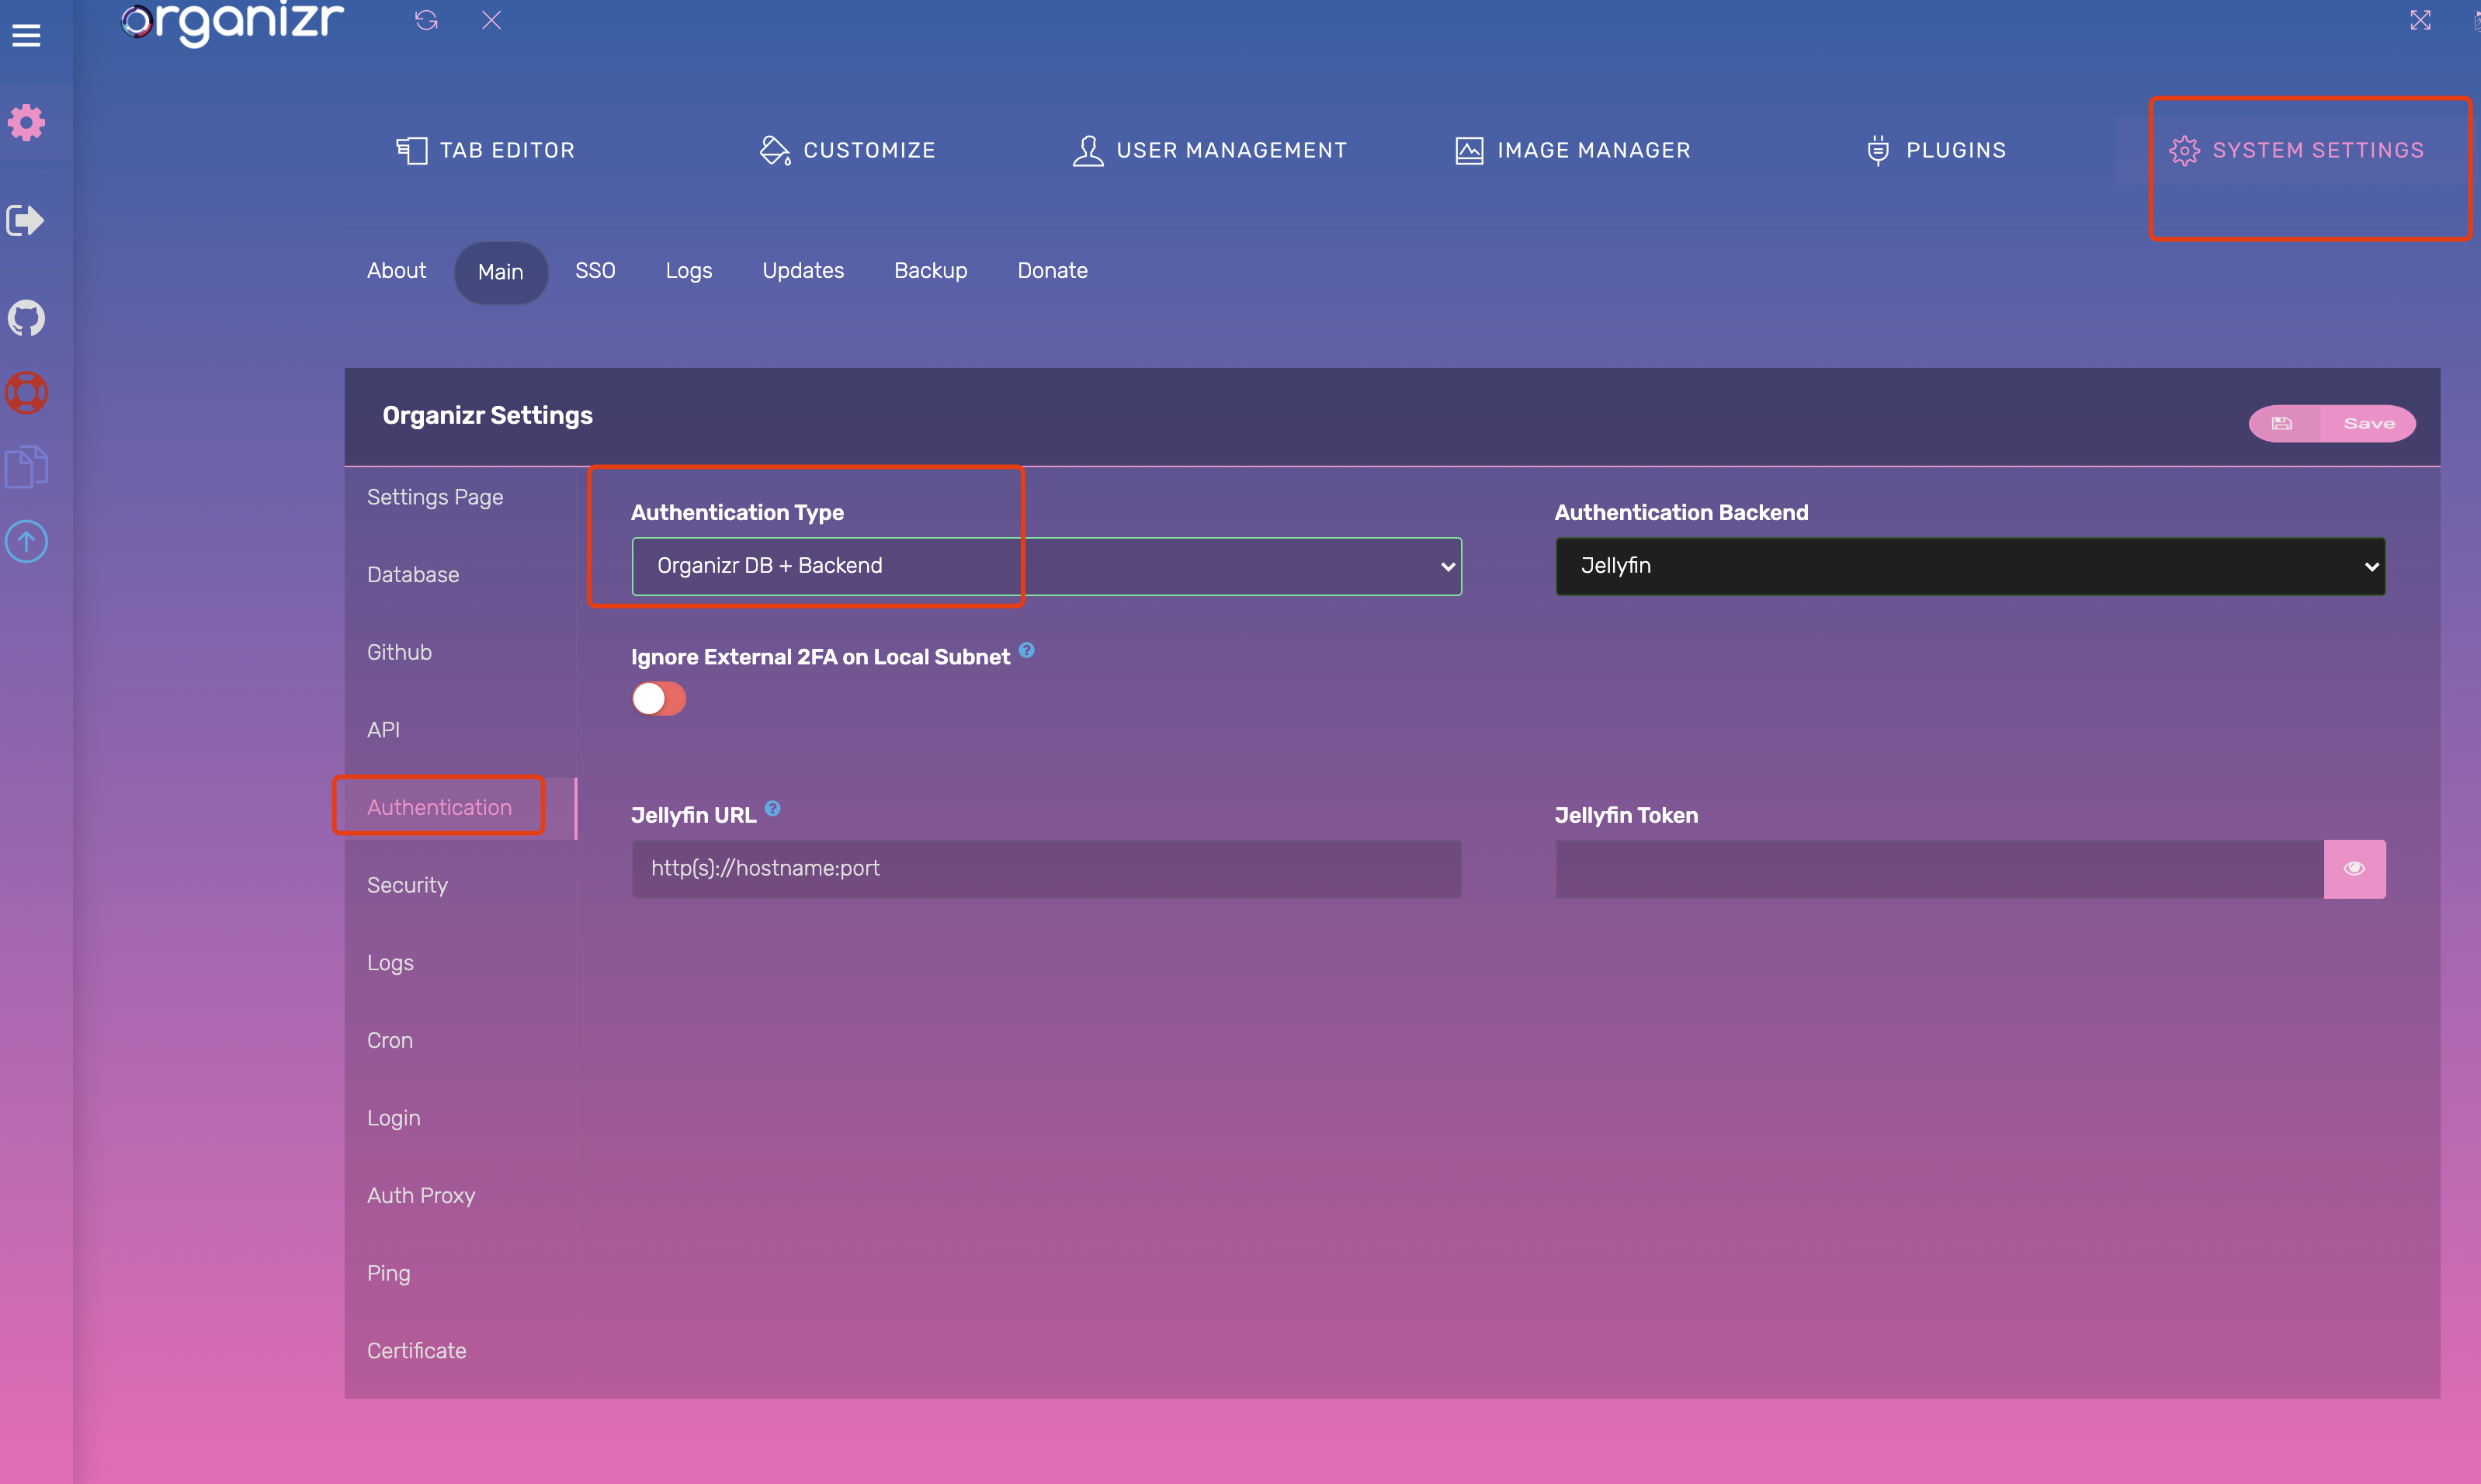 Organizr
TAB EDITOR
CUSTOMIZE
USER MANAGEMENT
IMAGE MANAGER
PLUGINS
SYSTEM SETTINGS
About
Main
SSO
Logs
Updates
Backup
Donate
Organizr Settings
Save
Settings Page
Database
Github
API
Authentication
Security
Logs
Cron
Login
Auth Proxy
Ping
Certificate
Authentication Type
Organizr DB + Backend
Authentication Backend
Jellyfin
Ignore External 2FA on Local Subnet
Jellyfin URL
http(s)://hostname:port
Jellyfin Token